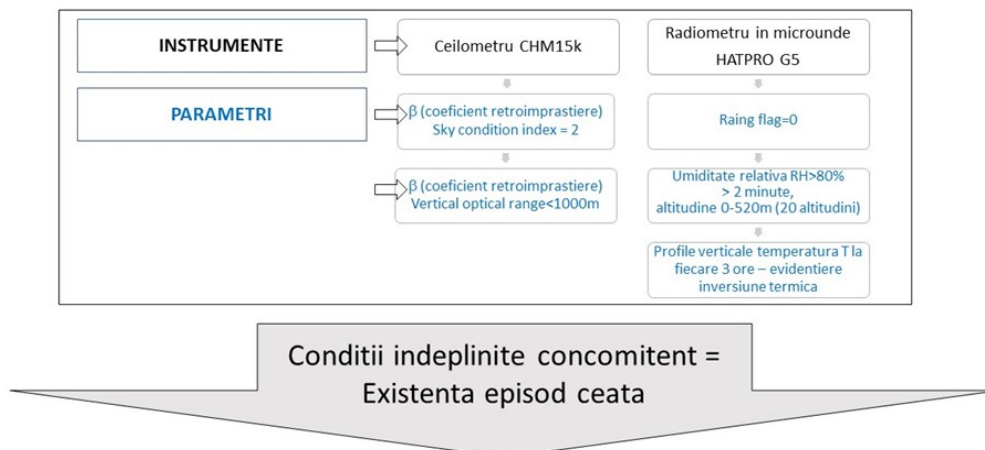 INSTRUMENTE
Ceilometru CHM15k
Radiometru in microunde
HATPRO G5
PARAMETRI
β (coeficient retroimprastiere)
Sky condition index = 2
Raing flag=0
β (coeficient retroimprastiere)
Vertical optical range<1000m
Umiditate relativa RH>80%
> 2 minute,
altitudine 0-520m (20 altitudini)
Profile verticale temperatura T la
fiecare 3 ore – evidentiere
inversiune termica
Conditii indeplinite concomitent =
Existenta episod ceata